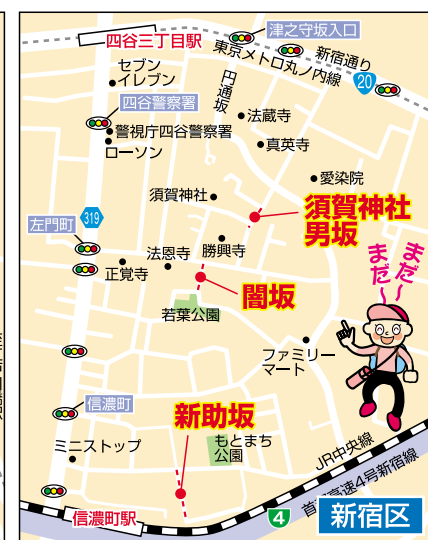 四谷三丁目駅
津之守坂入口
新宿通り
東京メトロ丸ノ内線
20
セブン
イレブン
円通坂
四谷警察署
法蔵寺
警視庁四谷警察署
ローソン
真英寺
愛染院
須賀神社
319
左門町
須賀神社
男坂
法恩寺
勝興寺
正覚寺
まだ～
まだ～
闇坂
若葉公園
ファミリー
マート
信濃町
新助坂
もとまち
公園
ミニストップ
JR中央線
首都高速4号新宿線
信濃町駅
4
新宿区